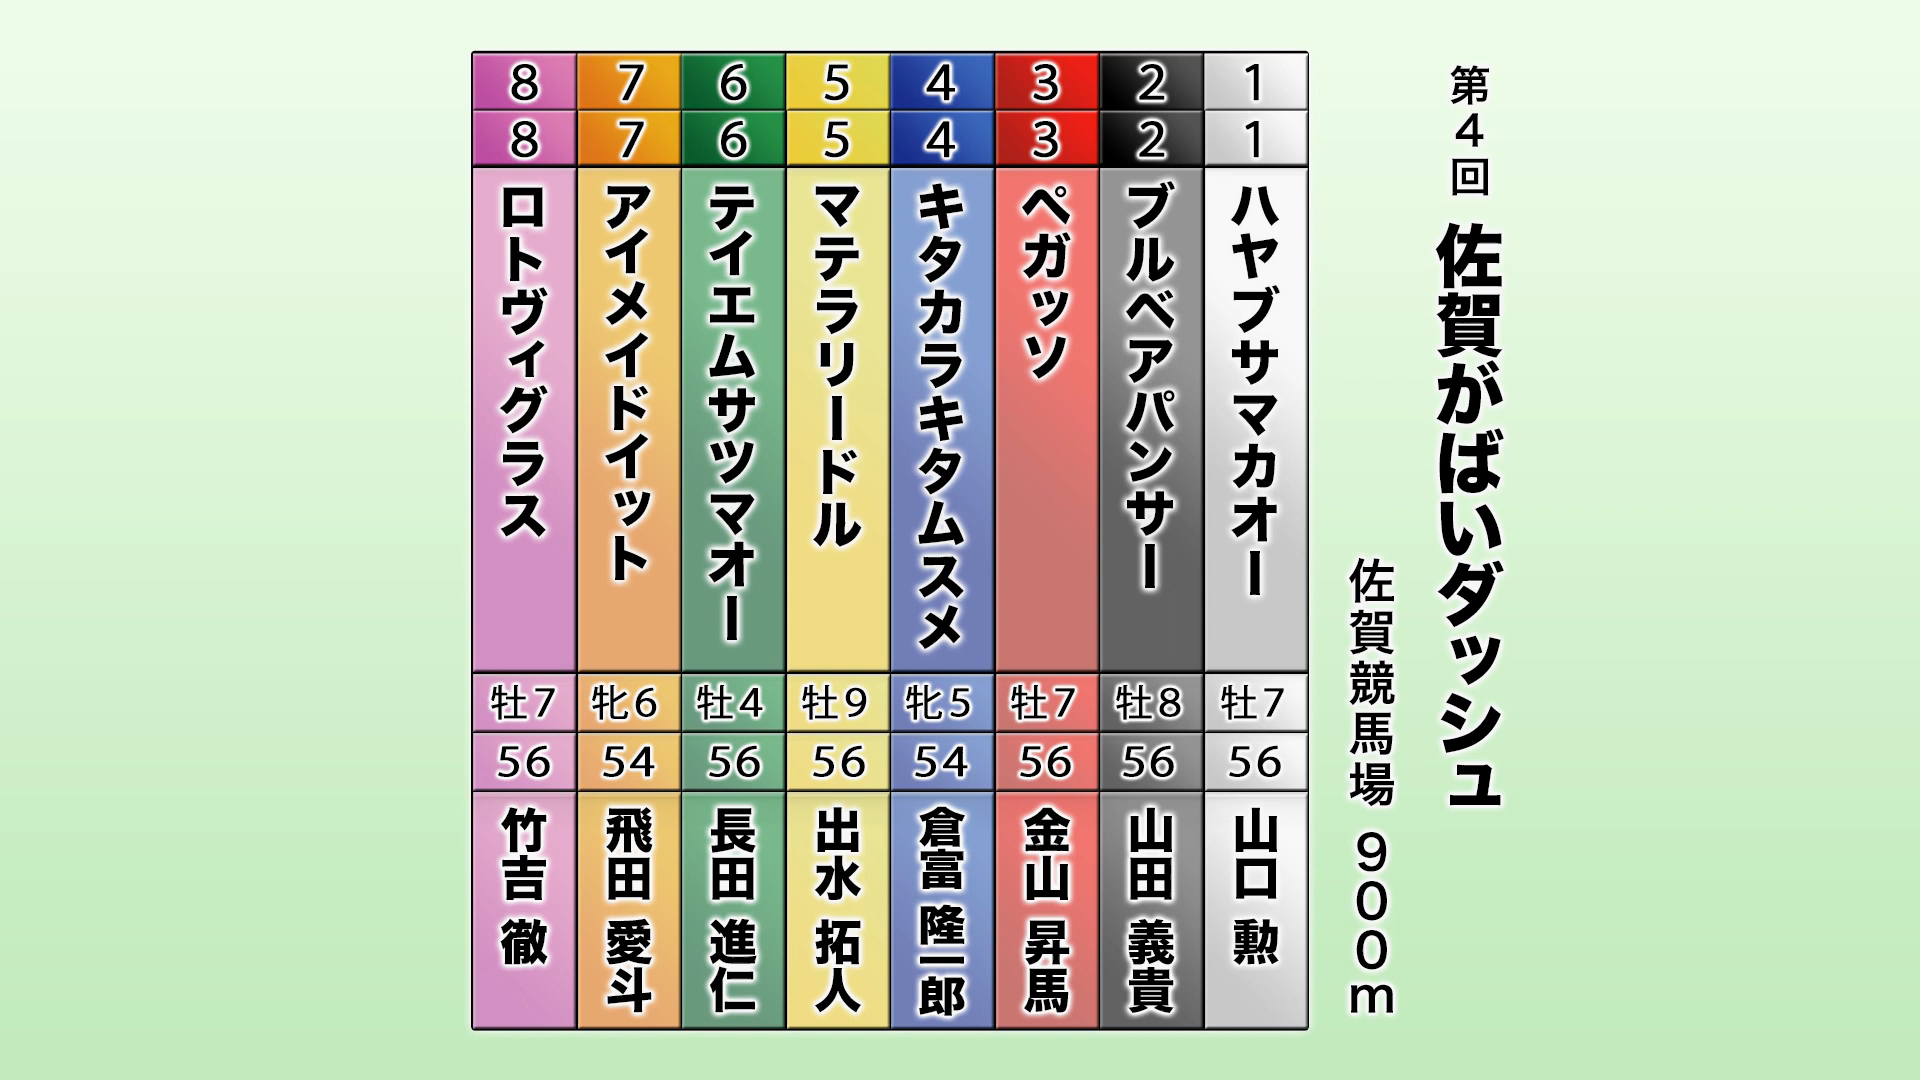 第4回 佐賀がばいダッシュ
佐賀競馬場 900m
1
1
ハヤブサマカオー
牡7
56
山口 勲
2
2
ブルベアパンサー
牡8
56
山田 義貴
3
3
ペガッソ
牡7
56
金山 昇馬
4
4
キタカラキタムスメ
牝5
54
倉富 隆一郎
5
5
マテラリードル
牡9
56
出水 拓人
6
6
テイエムサツマオー
牡4
56
長田 進仁
7
7
アイメイドイット
牝6
54
飛田 愛斗
8
8
ロトヴィグラス
牡7
56
竹吉 徹